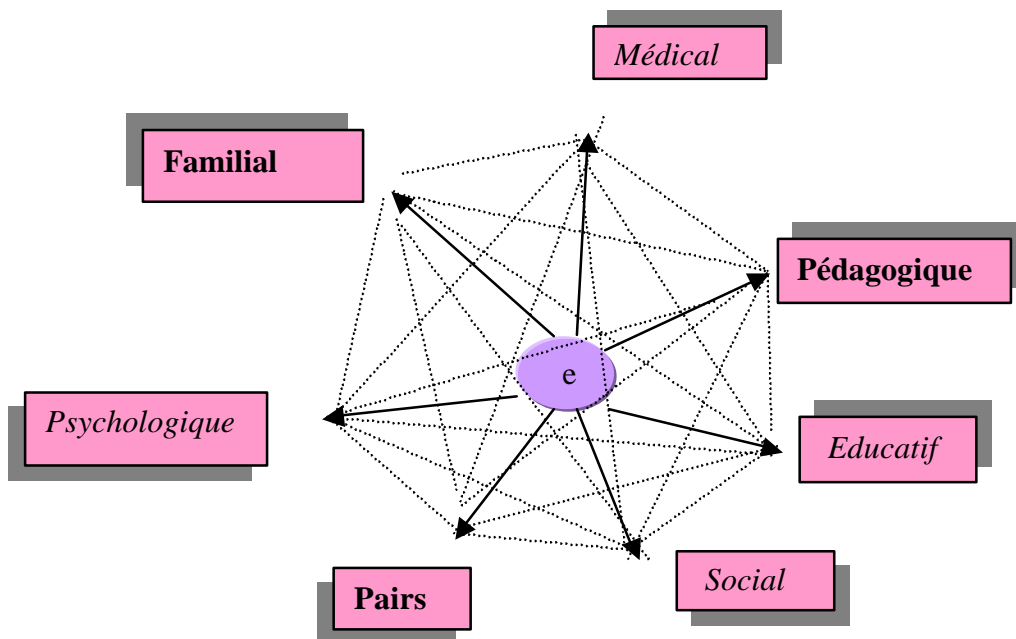 Médical
Familial
Pédagogique
e
Psychologique
Educatif
Social
Pairs